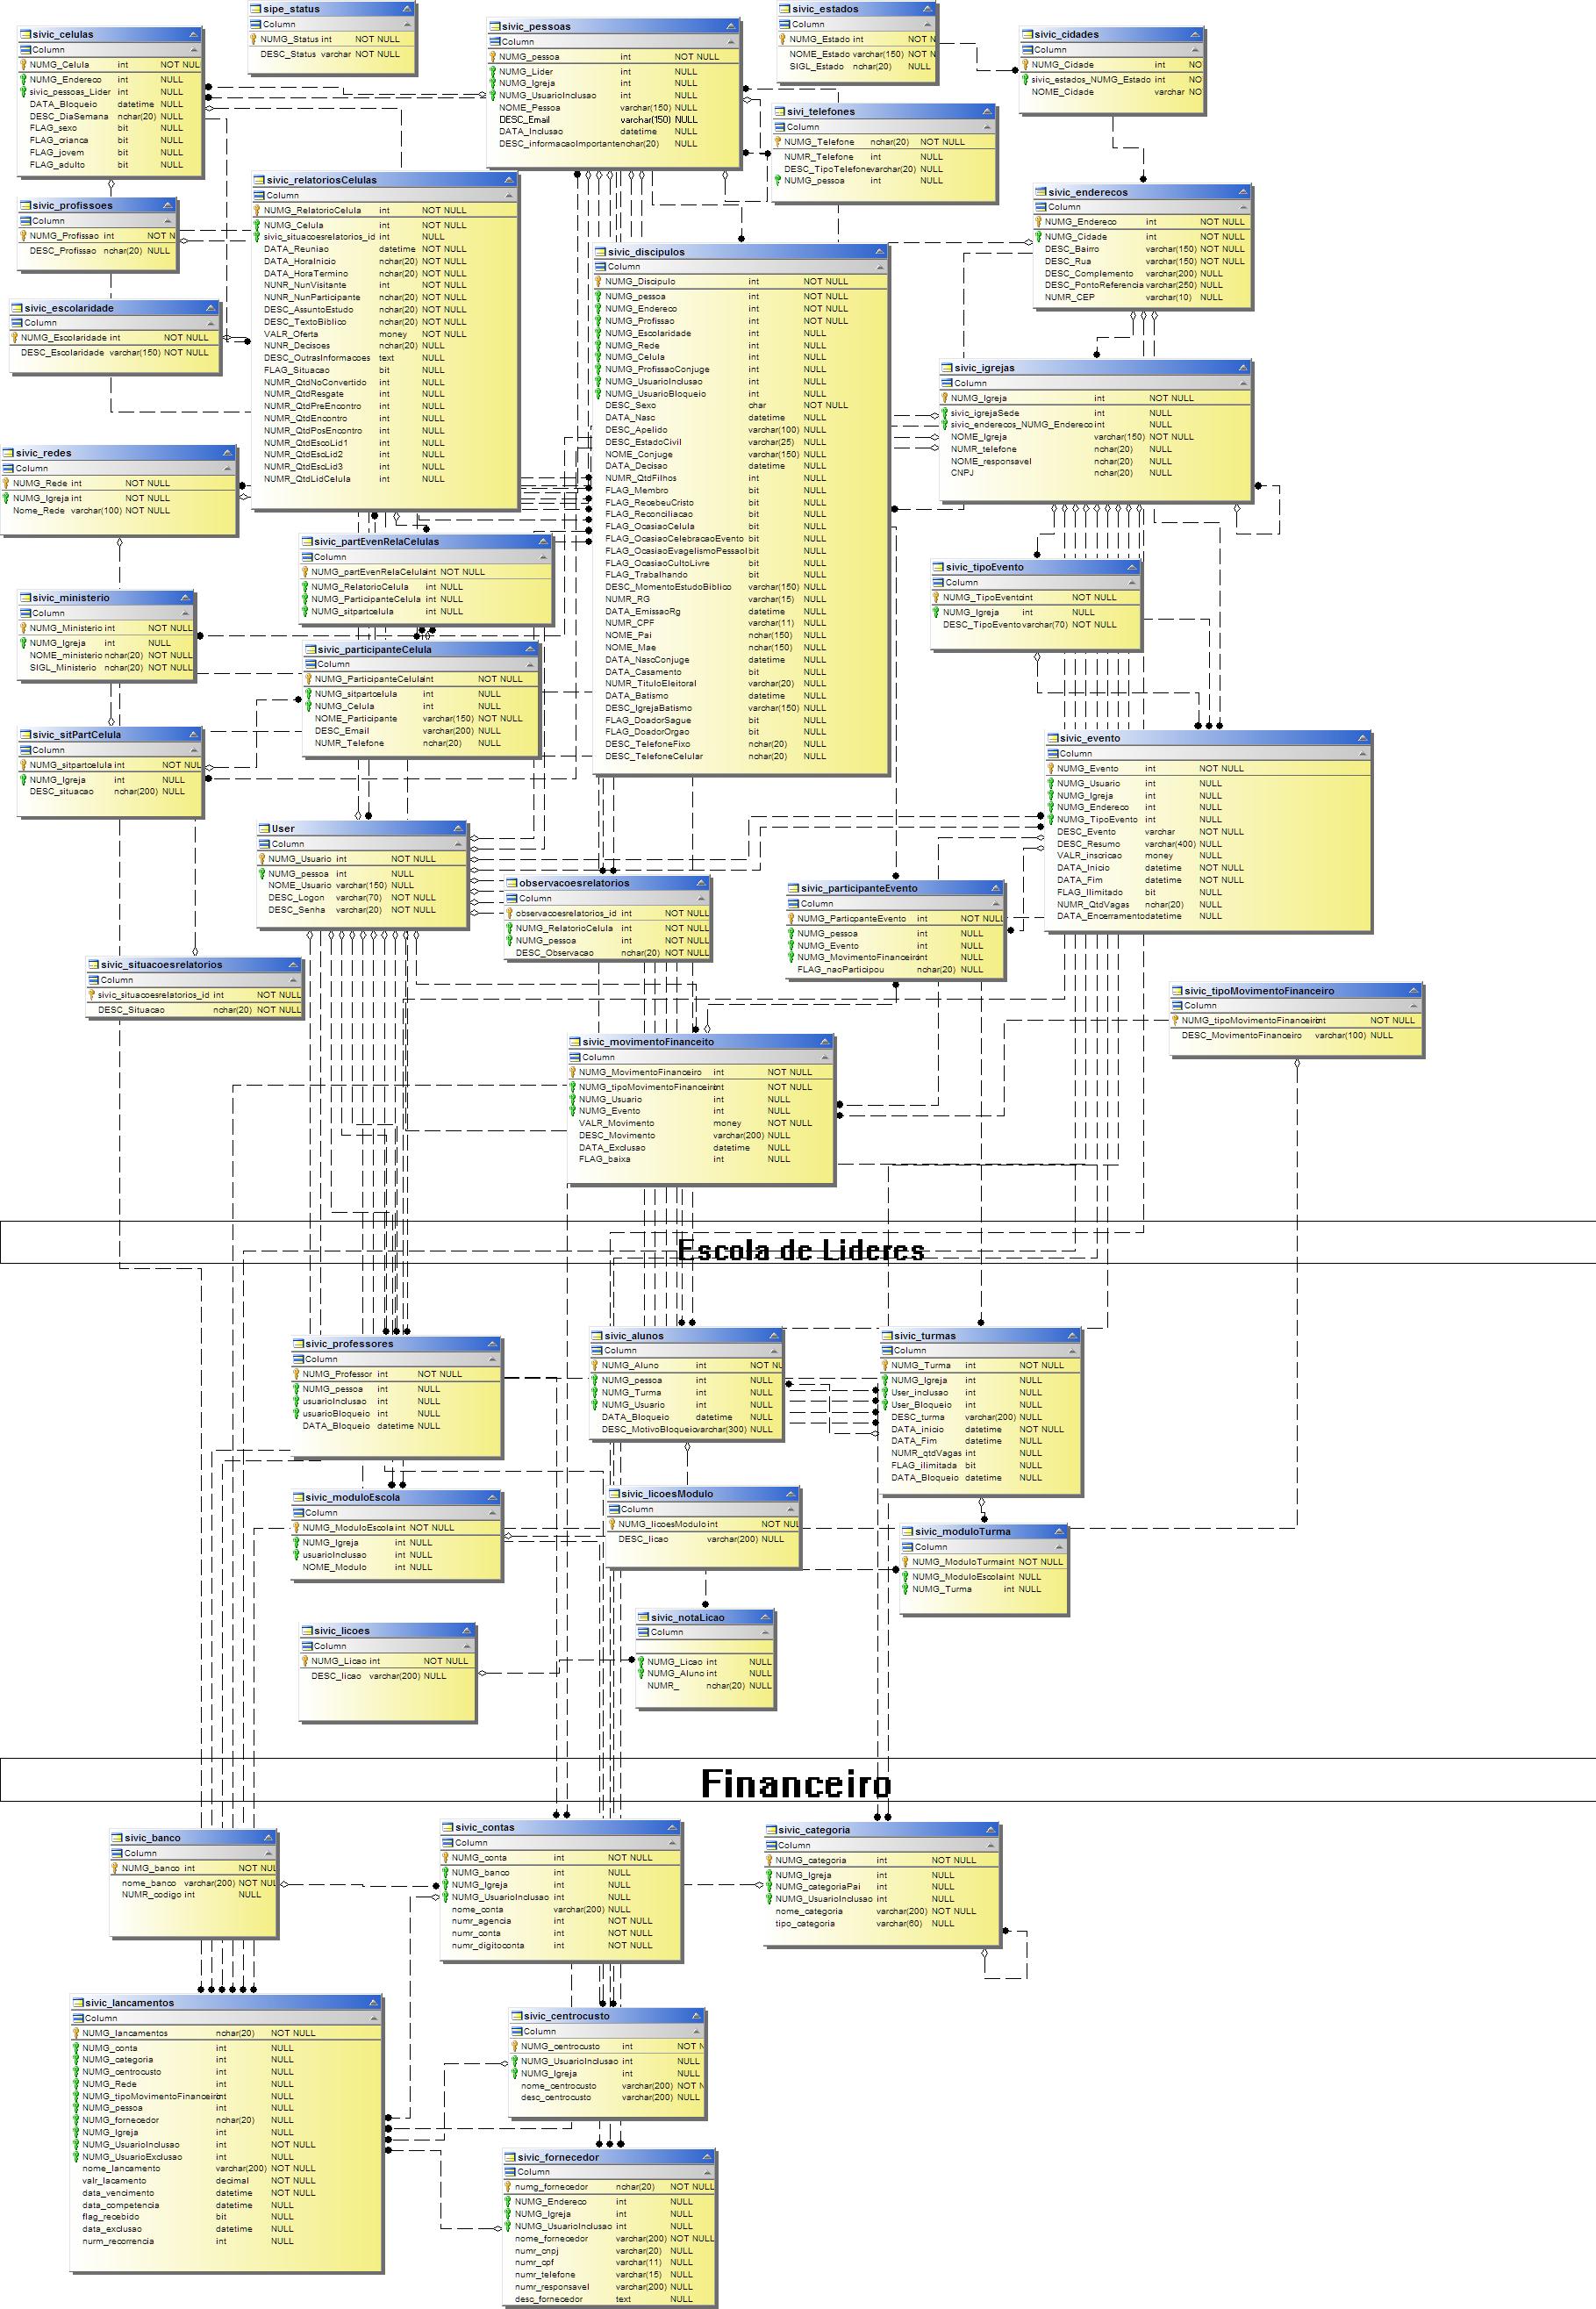 sivic_celulas
Column
NUMG_Celula int NOT NUL
NUMG_Endereco int NULL
sivic_pessoas_Lider int NULL
DATA_Bloqueio datetime NULL
DESC_DiaSemana nchar(20) NULL
FLAG_sexo bit NULL
FLAG_crianca bit NULL
FLAG_jovem bit NULL
FLAG_adulto bit NULL
sipe_status
Column
NUMG_Status int NOT NULL
DESC_Status varchar NOT NULL
sivic_pessoas
Column
NUMG_pessoa int NOT NULL
NUMG_Lider int NULL
NUMG_Igreja int NULL
NUMG_UsuarioInclusao int NULL
NOME_Pessoa varchar(150) NULL
DESC_Email varchar(150) NULL
DATA_Inclusao datetime NULL
DESC_informacaoImportante nchar(20) NULL
sivic_estados
Column
NUMG_Estado int NOT N
NOME_Estado varchar(150) NOT N
SIGL_Estado nchar(20) NULL
sivic_cidades
Column
NUMG_Cidade int NO
sivic_estados_NUMG_Estado int NO
NOME_Cidade varchar NO
sivi_telefones
Column
NUMG_Telefone nchar(20) NOT NULL
NUMR_Telefone int NULL
DESC_TipoTelefone varchar(20) NULL
NUMG_pessoa int NULL
sivic_profissoes
Column
NUMG_Profissao int NOT N
DESC_Profissao nchar(20) NULL
sivic_relatoriosCelulas
Column
NUMG_RelatorioCelula int NOT NULL
NUMG_Celula int NOT NULL
sivic_situacoesrelatorios_id int NULL
DATA_Reuniao datetime NOT NULL
DATA_HoraInicio nchar(20) NOT NULL
DATA_HoraTermino nchar(20) NOT NULL
NUNR_NunVisitante int NOT NULL
NUNR_NunParticipante nchar(20) NOT NULL
DESC_AssuntoEstudo nchar(20) NOT NULL
DESC_TextoBiblico nchar(20) NOT NULL
VALR_Oferta money NOT NULL
NUNR_Decisoes nchar(20) NULL
DESC_OutrasInformacoes text NULL
FLAG_Situacao bit NULL
NUMR_QtdNoConvertido int NULL
NUMR_QtdResgate int NULL
NUMR_QtdPreEncontro int NULL
NUMR_QtdEncontro int NULL
NUMR_QtdPosEncontro int NULL
NUMR_QtdEscoLid1 int NULL
NUMR_QtdEscLid2 int NULL
NUMR_QtdEscLid3 int NULL
NUMR_QtdLidCelula int NULL
sivic_enderecos
Column
NUMG_Endereco int NOT NULL
NUMG_Cidade int NOT NULL
DESC_Bairro varchar(150) NOT NULL
DESC_Rua varchar(150) NOT NULL
DESC_Complemento varchar(200) NULL
DESC_PontoReferencia varchar(250) NULL
NUMR_CEP varchar(10) NULL
sivic_discipulos
Column
NUMG_Discipulo int NOT NULL
NUMG_pessoa int NOT NULL
NUMG_Endereco int NOT NULL
NUMG_Profissao int NOT NULL
NUMG_Escolaridade int NULL
NUMG_Rede int NULL
NUMG_Celula int NULL
NUMG_ProfissaoConjuge int NULL
NUMG_UsuarioInclusao int NULL
NUMG_UsuarioBloqueio int NULL
DESC_Sexo char NOT NULL
DATA_Nasc datetime NULL
DESC_Apelido varchar(100) NULL
DESC_EstadoCivil varchar(25) NULL
NOME_Conjuge varchar(150) NULL
DATA_Decisao datetime NULL
NUMR_QtdFilhos int NULL
FLAG_Membro bit NULL
FLAG_RecebeuCristo bit NULL
FLAG_Reconciliacao bit NULL
FLAG_OcasiaoCelula bit NULL
FLAG_OcasiaoCelebracaoEvento bit NULL
FLAG_OcasiaoEvagelismoPessaol bit NULL
FLAG_OcasiaoCultoLivre bit NULL
FLAG_Trabalhando bit NULL
DESC_MomentoEstudoBiblico varchar(150) NULL
NUMR_RG varchar(15) NULL
DATA_EmissaoRg datetime NULL
NUMR_CPF varchar(11) NULL
NOME_Pai nchar(150) NULL
NOME_Mae nchar(150) NULL
DATA_NascConjuge datetime NULL
DATA_Casamento bit NULL
NUMR_TituloEleitoral varchar(20) NULL
DATA_Batismo datetime NULL
DESC_IgrejaBatismo varchar(150) NULL
FLAG_DoadorSague bit NULL
FLAG_DoadorOrgao bit NULL
DESC_TelefoneFixo nchar(20) NULL
DESC_TelefoneCelular nchar(20) NULL
sivic_escolaridade
Column
NUMG_Escolaridade int NOT NULL
DESC_Escolaridade varchar(150) NOT NULL
sivic_igrejas
Column
NUMG_Igreja int NOT NULL
sivic_igrejaSede int NULL
sivic_enderecos_NUMG_Endereco int NULL
NOME_Igreja varchar(150) NOT NULL
NUMR_telefone nchar(20) NULL
NOME_responsavel nchar(20) NULL
CNPJ nchar(20) NULL
sivic_redes
Column
NUMG_Rede int NOT NULL
NUMG_Igreja int NOT NULL
Nome_Rede varchar(100) NOT NULL
sivic_partEvenRelaCelulas
Column
NUMG_partEvenRelaCelula int NOT NULL
NUMG_RelatorioCelula int NULL
NUMG_ParticipanteCelula int NULL
NUMG_sitpartcelula int NULL
sivic_tipoEvento
Column
NUMG_TipoEvento int NOT NULL
NUMG_Igreja int NULL
DESC_TipoEvento varchar(70) NOT NULL
sivic_ministerio
Column
NUMG_Ministerio int NOT NULL
NUMG_Igreja int NULL
NOME_ministerio nchar(20) NOT NULL
SIGL_Ministerio nchar(20) NOT NULL
sivic_participanteCelula
Column
NUMG_ParticipanteCelula int NOT NULL
NUMG_sitpartcelula int NULL
NUMG_Celula int NULL
NOME_Participante varchar(150) NOT NULL
DESC_Email varchar(200) NULL
NUMR_Telefone nchar(20) NULL
sivic_sitPartCelula
Column
NUMG_sitpartcelula int NOT NUL
NUMG_Igreja int NULL
DESC_situacao nchar(200) NULL
sivic_evento
Column
NUMG_Evento int NOT NULL
NUMG_Usuario int NULL
NUMG_Igreja int NULL
NUMG_Endereco int NULL
NUMG_TipoEvento int NULL
DESC_Evento varchar NOT NULL
DESC_Resumo varchar(400) NULL
VALR_inscricao money NULL
DATA_Inicio datetime NOT NULL
DATA_Fim datetime NOT NULL
FLAG_Ilimitado bit NULL
NUMR_QtdVagas nchar(20) NULL
DATA_Encerramento datetime NULL
User
Column
NUMG_Usuario int NOT NULL
NUMG_pessoa int NULL
NOME_Usuario varchar(150) NULL
DESC_Logon varchar(70) NOT NULL
DESC_Senha varchar(20) NOT NULL
observacoesrelatorios
Column
observacoesrelatorios_id int NOT NULL
NUMG_RelatorioCelula int NOT NULL
NUMG_pessoa int NOT NULL
DESC_Observacao nchar(20) NOT NULL
sivic_participanteEvento
Column
NUMG_ParticpanteEvento int NOT NULL
NUMG_pessoa int NULL
NUMG_Evento int NULL
NUMG_MovimentoFinanceiro int NULL
FLAG_naoParticipou nchar(20) NULL
sivic_situacoesrelatorios
Column
sivic_situacoesrelatorios_id int NOT NULL
DESC_Situacao nchar(20) NOT NULL
sivic_tipoMovimentoFinanceiro
Column
NUMG_tipoMovimentoFinanceiro int NOT NULL
DESC_MovimentoFinanceiro varchar(100) NULL
sivic_movimentoFinanceito
Column
NUMG_MovimentoFinanceiro int NOT NULL
NUMG_tipoMovimentoFinanceiro int NOT NULL
NUMG_Usuario int NULL
NUMG_Evento int NULL
VALR_Movimento money NOT NULL
DESC_Movimento varchar(200) NULL
DATA_Exclusao datetime NULL
FLAG_baixa int NULL
Escola de Lideres
sivic_professores
Column
NUMG_Professor int NOT NULL
NUMG_pessoa int NULL
usuarioInclusao int NULL
usuarioBloqueio int NULL
DATA_Bloqueio datetime NULL
sivic_alunos
Column
NUMG_Aluno int NOT NU
NUMG_pessoa int NULL
NUMG_Turma int NULL
NUMG_Usuario int NULL
DATA_Bloqueio datetime NULL
DESC_MotivoBloqueio varchar(300) NULL
sivic_turmas
Column
NUMG_Turma int NOT NULL
NUMG_Igreja int NULL
User_inclusao int NULL
User_Bloqueio int NULL
DESC_turma varchar(200) NULL
DATA_inicio datetime NOT NULL
DATA_Fim datetime NULL
NUMR_qtdVagas int NULL
FLAG_ilimitada bit NULL
DATA_Bloqueio datetime NULL
sivic_moduloEscola
Column
NUMG_ModuloEscola int NOT NULL
NUMG_Igreja int NULL
usuarioInclusao int NULL
NOME_Modulo int NULL
sivic_licoesModulo
Column
NUMG_licoesModulo int NOT NUL
DESC_licao varchar(200) NULL
sivic_moduloTurma
Column
NUMG_ModuloTurma int NOT NULL
NUMG_ModuloEscola int NULL
NUMG_Turma int NULL
sivic_licoes
Column
NUMG_Licao int NOT NULL
DESC_licao varchar(200) NULL
sivic_notaLicao
Column
NUMG_Licao int NULL
NUMG_Aluno int NULL
NUMR_ nchar(20) NULL
Financeiro
sivic_banco
Column
NUMG_banco int NOT NUL
nome_banco varchar(200) NOT NUL
NUMR_codigo int NULL
sivic_contas
Column
NUMG_conta int NOT NULL
NUMG_banco int NULL
NUMG_Igreja int NULL
NUMG_UsuarioInclusao int NULL
nome_conta varchar(200) NULL
numr_agencia int NOT NULL
numr_conta int NOT NULL
numr_digitoconta int NOT NULL
sivic_categoria
Column
NUMG_categoria int NOT NULL
NUMG_Igreja int NULL
NUMG_categoriaPai int NULL
NUMG_UsuarioInclusao int NULL
nome_categoria varchar(200) NOT NULL
tipo_categoria varchar(60) NULL
sivic_lancamentos
Column
NUMG_lancamentos nchar(20) NOT NULL
NUMG_conta int NULL
NUMG_categoria int NULL
NUMG_centrocusto int NULL
NUMG_Rede int NULL
NUMG_tipoMovimentoFinanceiro int NULL
NUMG_pessoa int NULL
NUMG_fornecedor nchar(20) NULL
NUMG_Igreja int NULL
NUMG_UsuarioInclusao int NOT NULL
NUMG_UsuarioExclusao int NULL
nome_lancamento varchar(200) NOT NULL
valr_lacamento decimal NOT NULL
data_vencimento datetime NOT NULL
data_competencia datetime NULL
flag_recebido bit NULL
data_exclusao datetime NULL
nurm_recorrencia int NULL
sivic_centrocusto
Column
NUMG_centrocusto int NOT N
NUMG_UsuarioInclusao int NULL
NUMG_Igreja int NULL
nome_centrocusto varchar(200) NOT N
desc_centrocusto varchar(200) NULL
sivic_fornecedor
Column
numg_fornecedor nchar(20) NOT NULL
NUMG_Endereco int NULL
NUMG_Igreja int NULL
NUMG_UsuarioInclusao int NULL
nome_fornecedor varchar(200) NOT NULL
numr_cnpj varchar(20) NULL
numr_cpf varchar(11) NULL
numr_telefone varchar(15) NULL
numr_responsavel varchar(200) NULL
desc_fornecedor text NULL